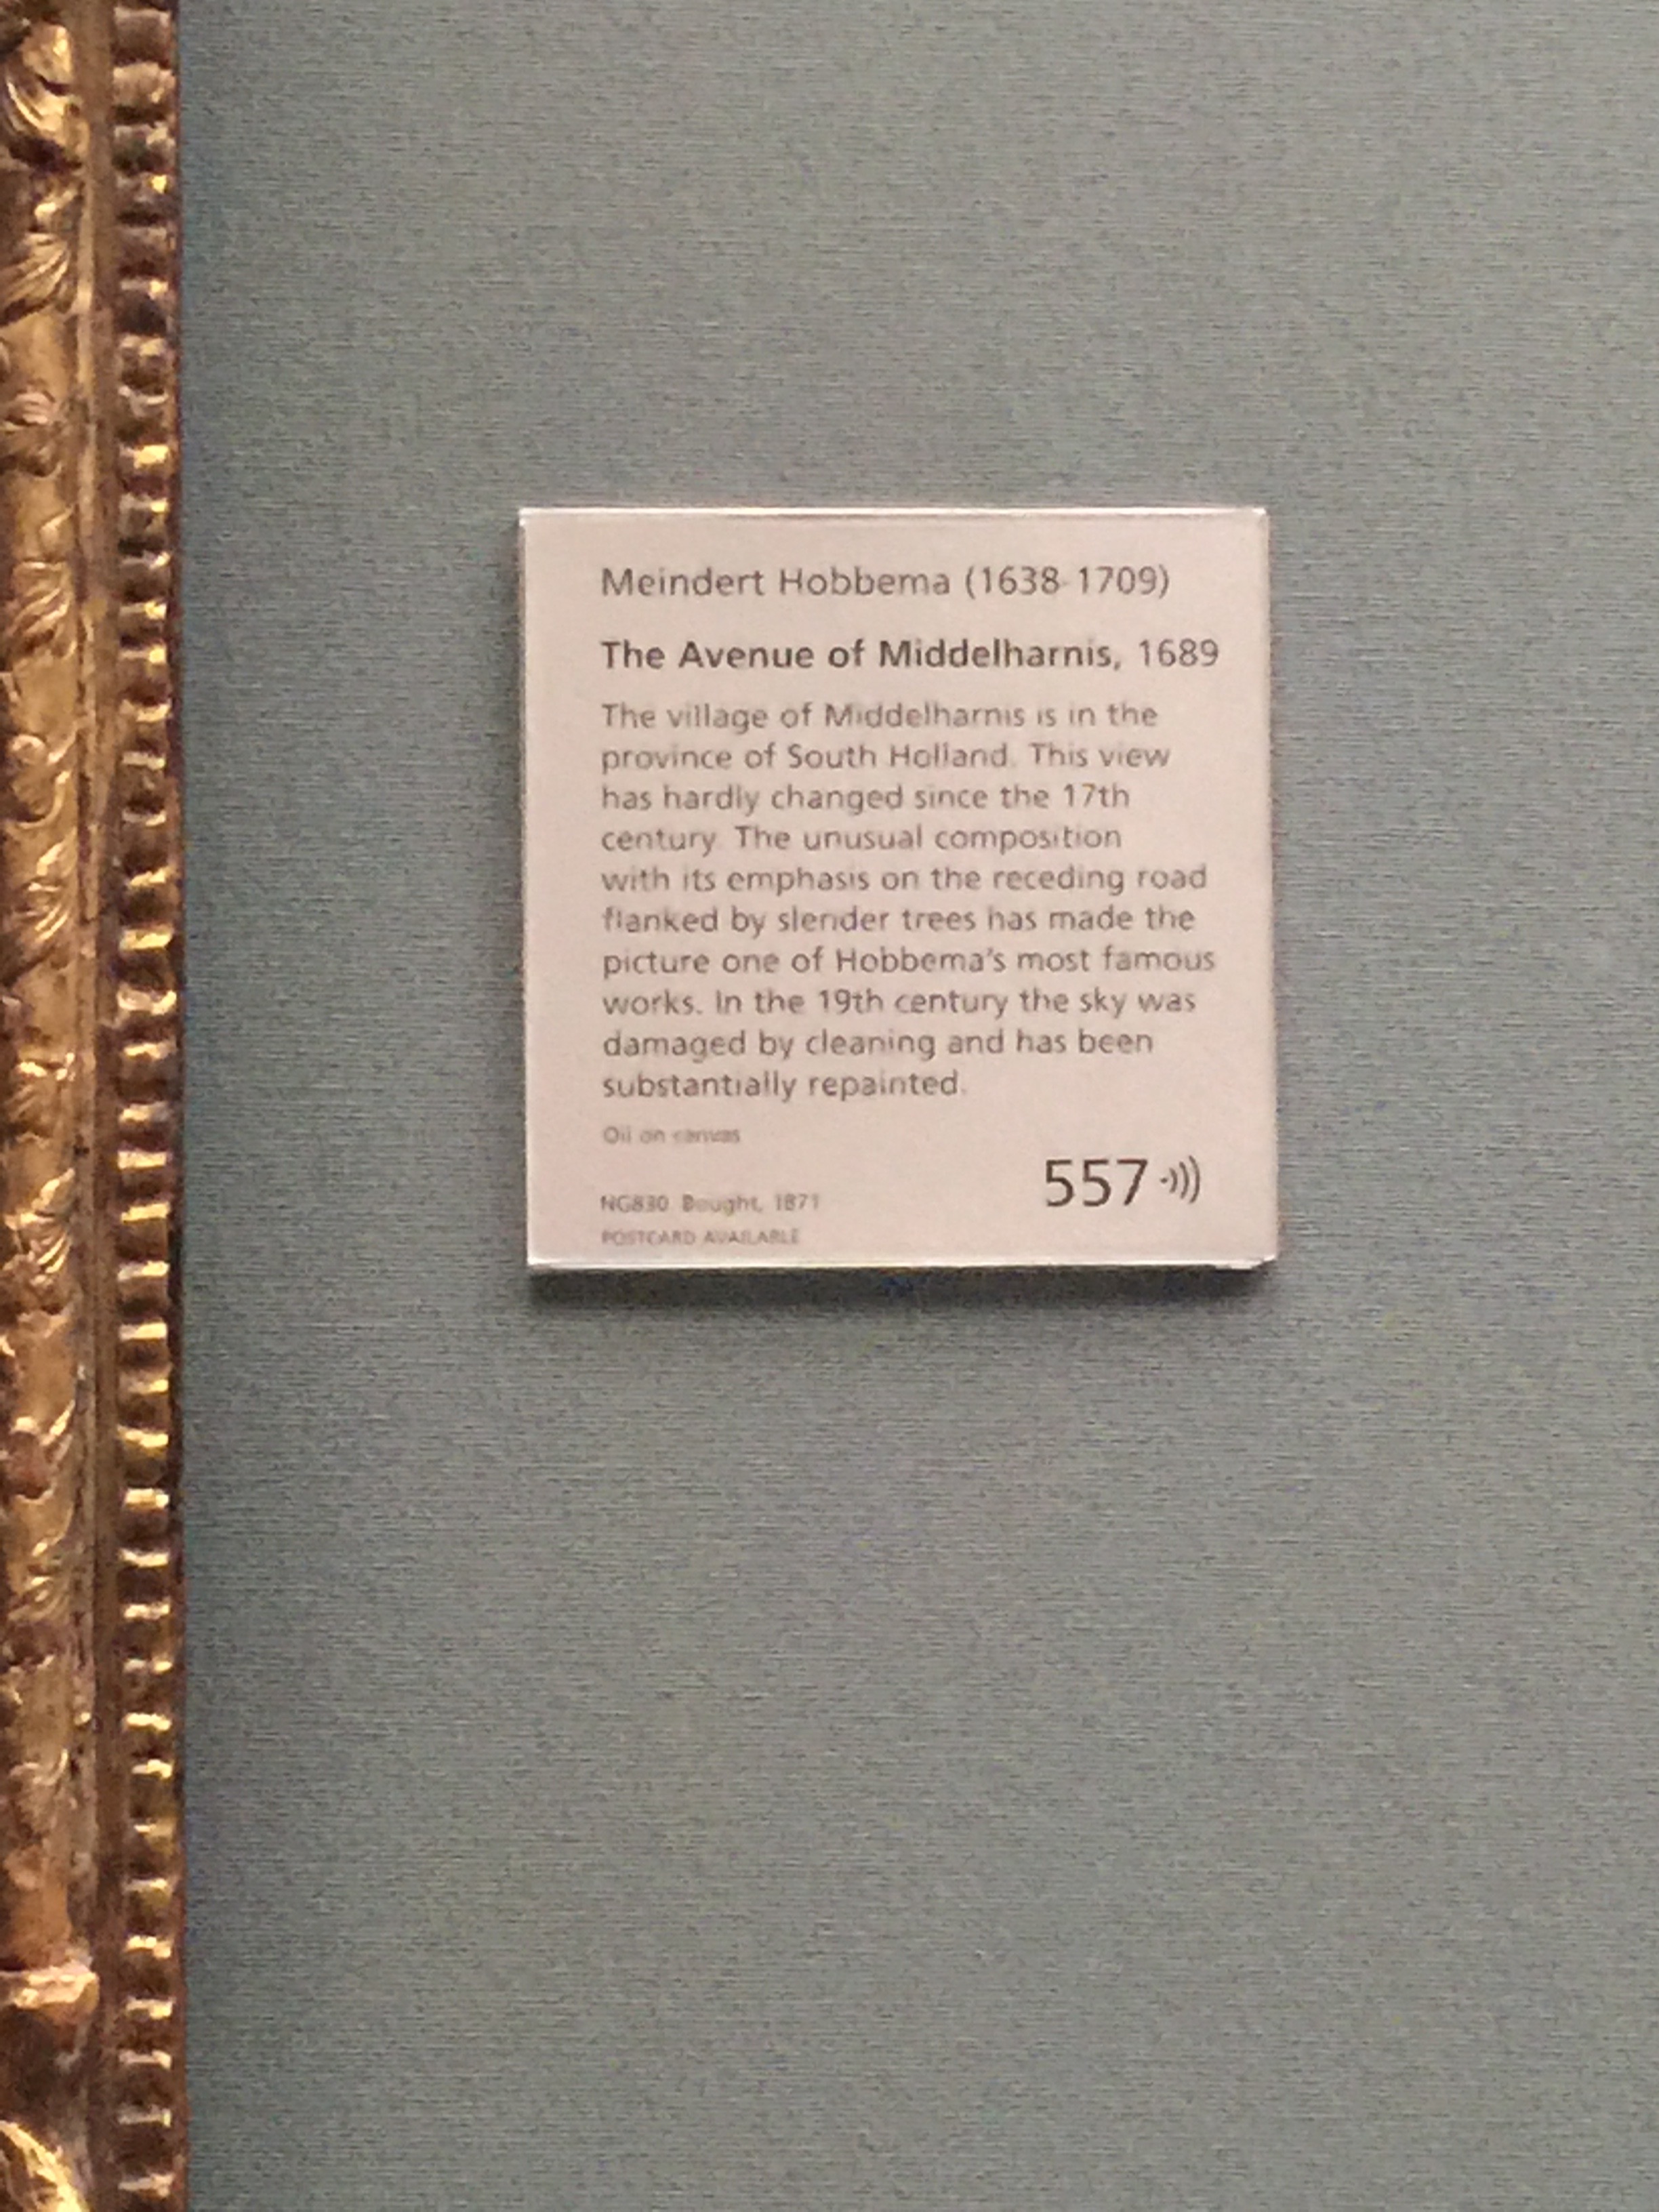 Meindert Hobbema (1638-1709)
The Avenue of Middelharnis, 1689
The village of Middelharnis is in the
province of South Holland. This view
has hardly changed since the 17th
century. The unusual composition
with its emphasis on the receding road
flanked by slender trees has made the
picture one of Hobbema's most famous
works. In the 19th century the sky was
damaged by cleaning and has been
substantially repainted.
Oil on canvas
557
NG830. Bought, 1871
POSTCARD AVAILABLE